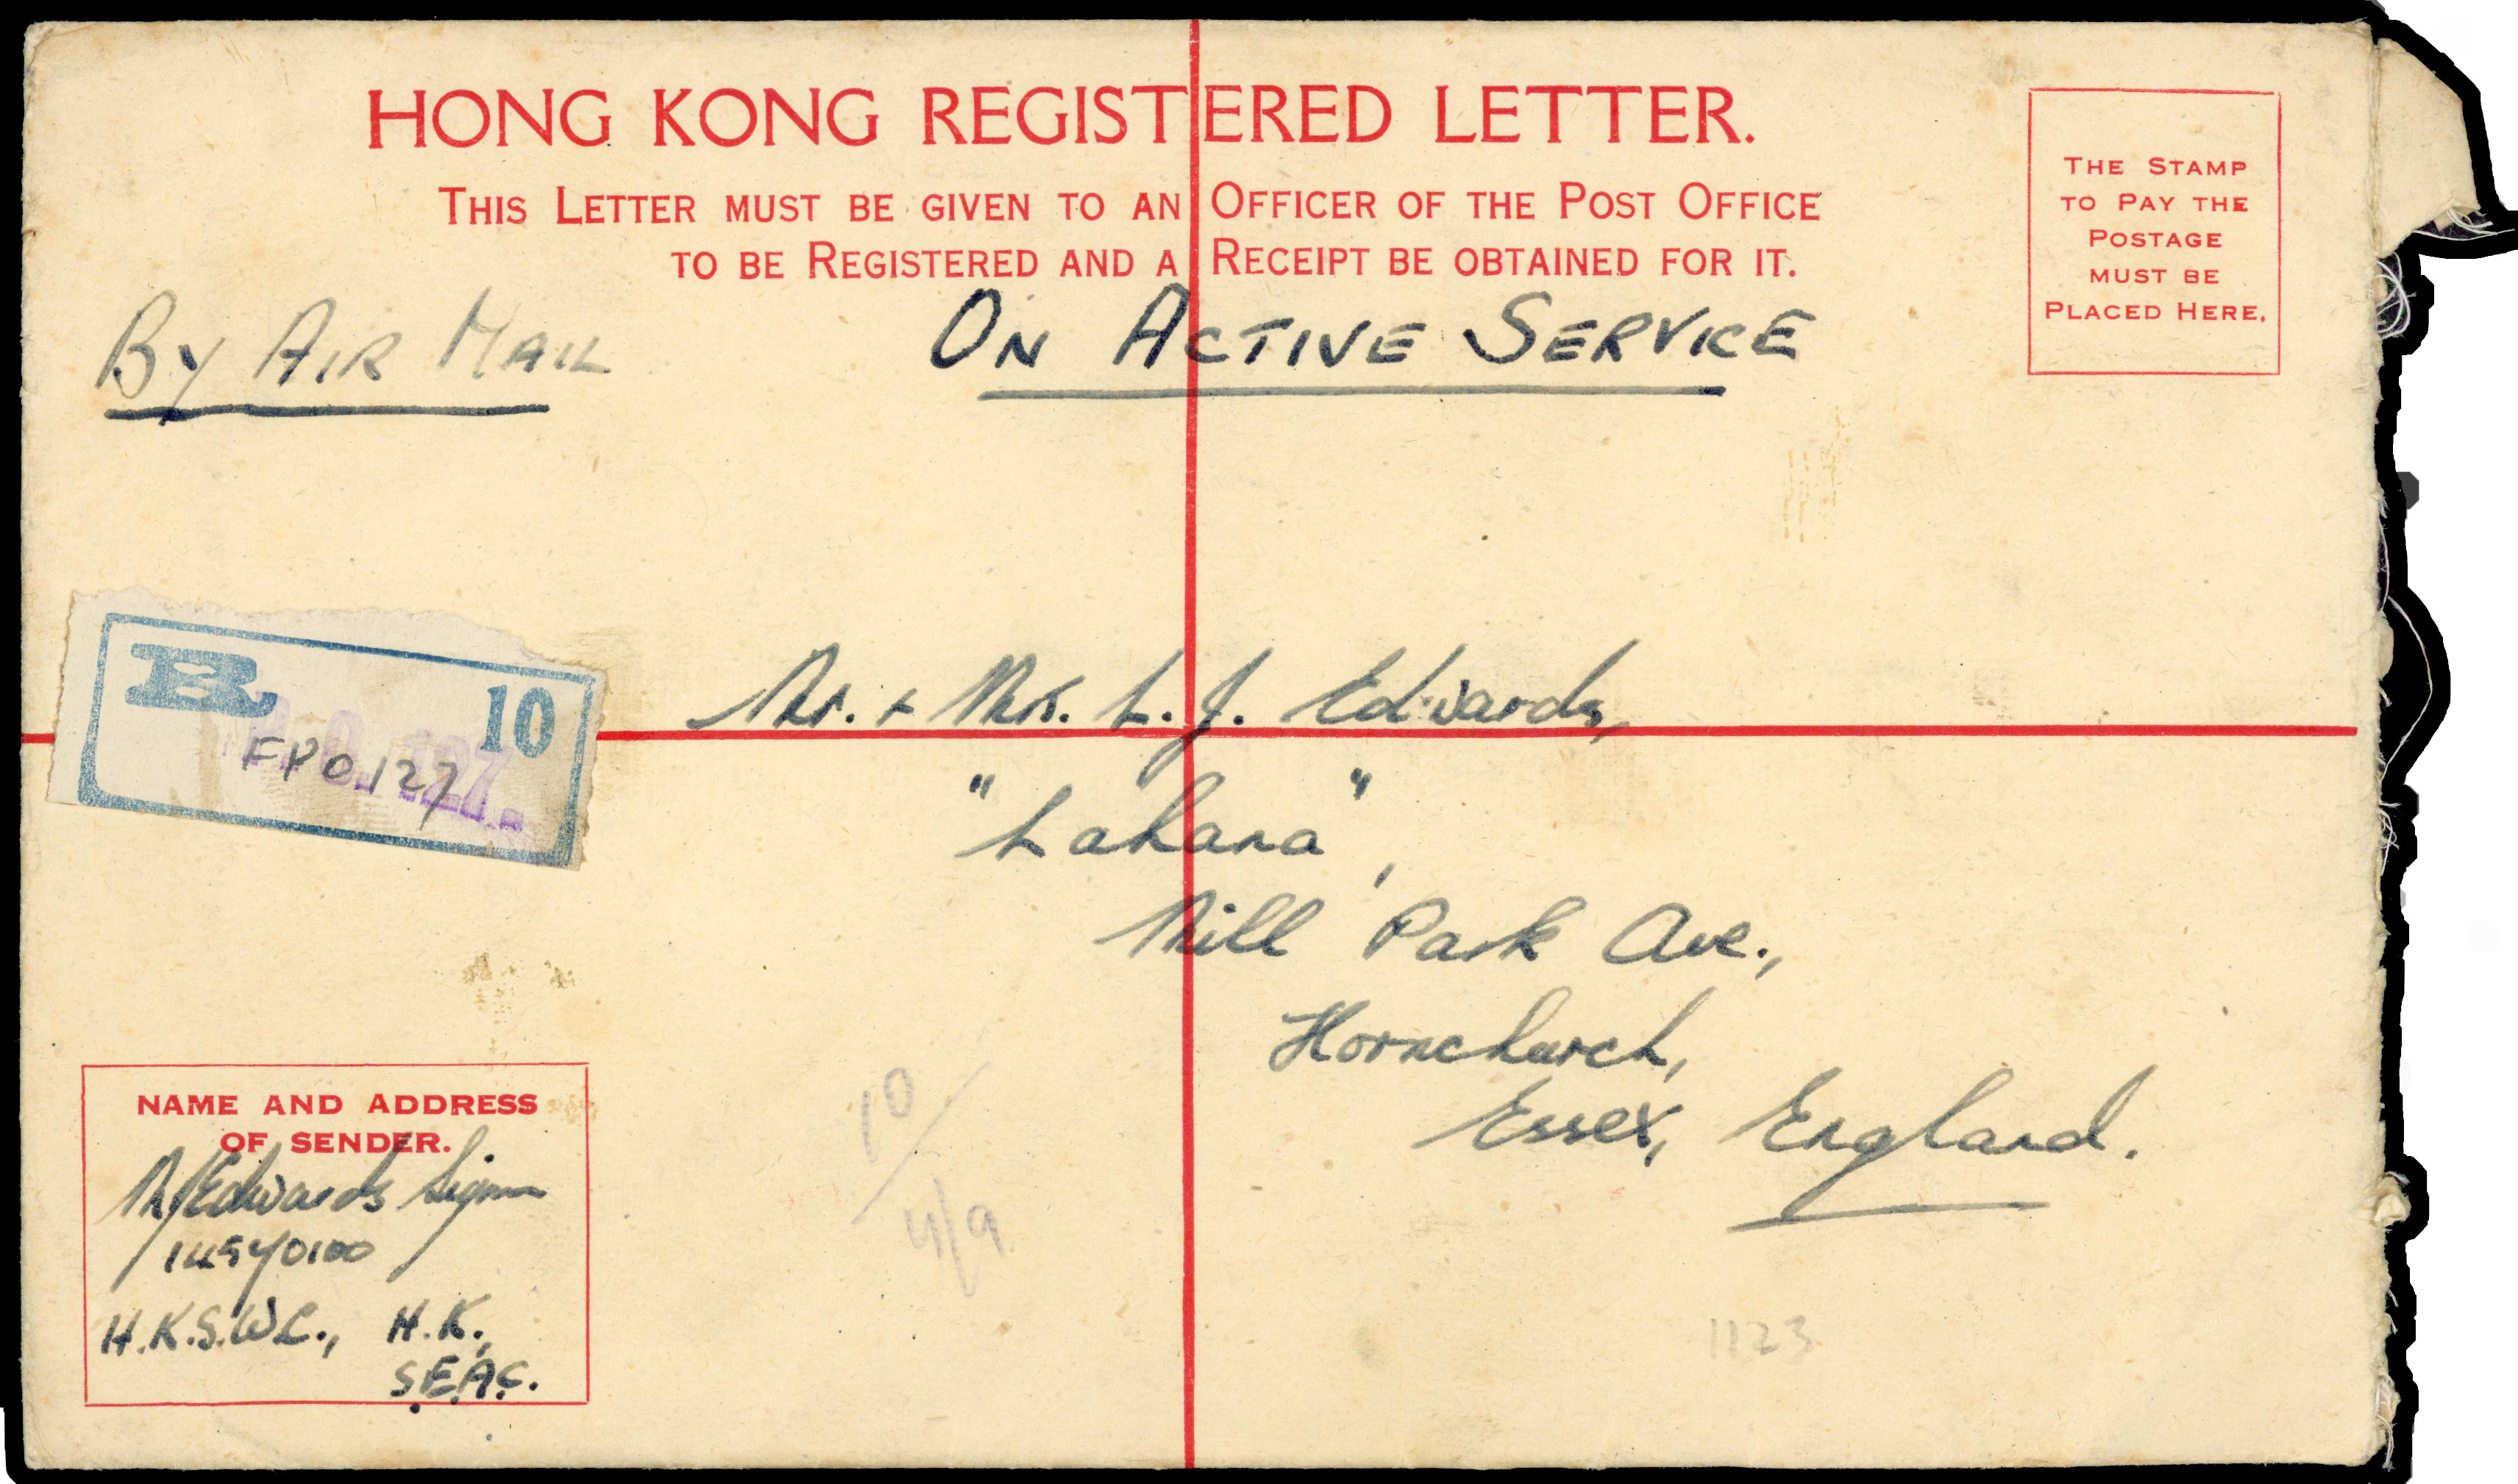 HONG KONG REGISTERED LETTER.
THIS LETTER MUST BE GIVEN TO AN OFFICER OF THE POST OFFICE
TO BE REGISTERED AND A RECEIPT BE OBTAINED FOR IT.
THE STAMP
TO PAY THE
POSTAGE
MUST BE
PLACED HERE.
BY AIR MAIL
ON ACTIVE SERVICE
R 10
FPO 127
Mr. + Mrs. L. J. Edwards,
"Lahana",
Mill Park Ave.,
Hornchurch,
Essex, England.
NAME AND ADDRESS
OF SENDER.
Edwards Sigmn
H.K.S.W.C., H.K.,
S.E.A.C.
10/
4/9
1123